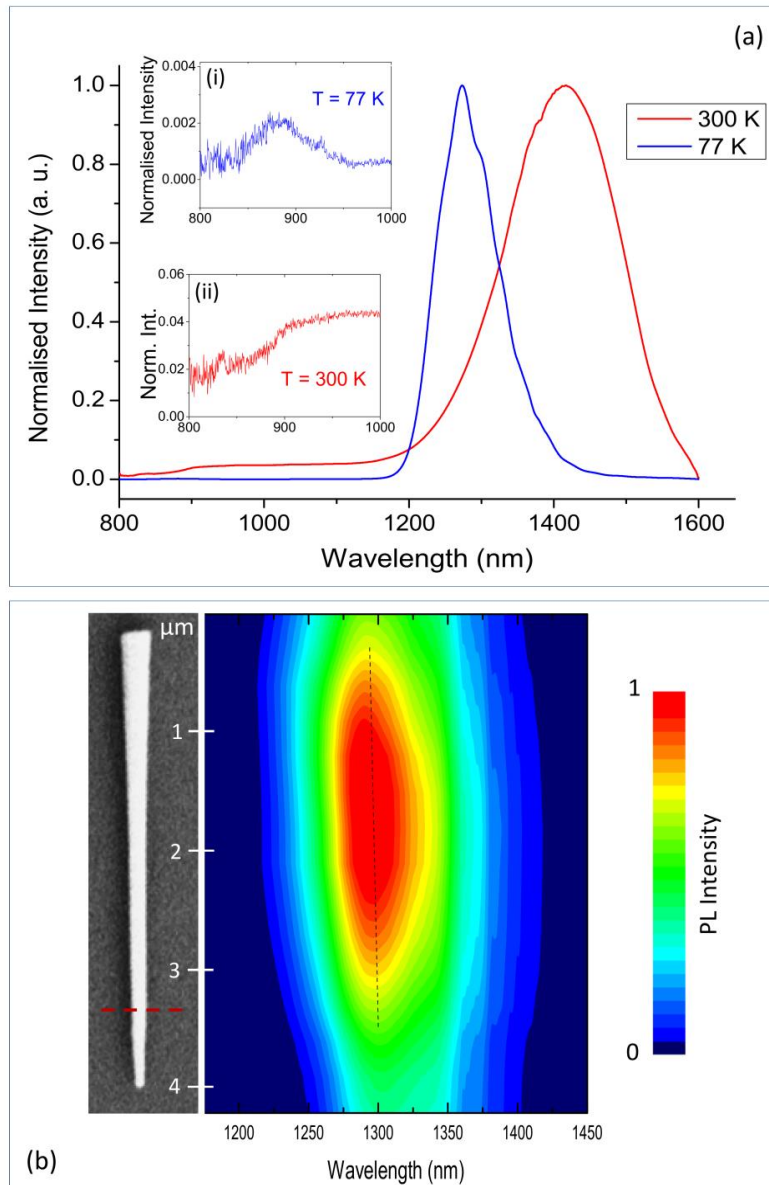 (a)
(i)
T = 77 K
Normalised Intensity
0.004
0.002
0.000
800
900
1000
(ii)
T = 300 K
Norm. Int.
0.06
0.04
0.02
0.00
800
900
1000
300 K
77 K
Normalised Intensity (a. u.)
1.0
0.8
0.6
0.4
0.2
0.0
800
1000
1200
1400
1600
Wavelength (nm)
µm
1
2
3
4
1200
1250
1300
1350
1400
1450
Wavelength (nm)
1
0
PL Intensity
(b)